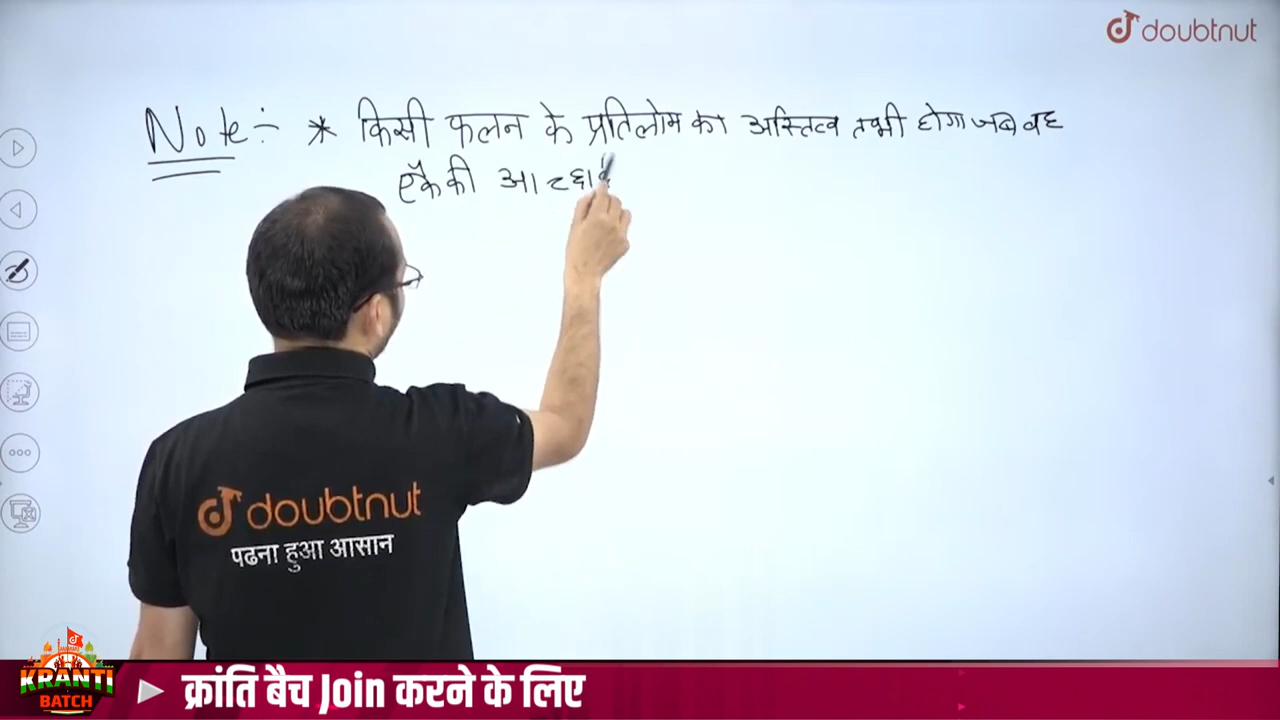 doubtnut
Note :- * किसी फलन के प्रतिलोम का अस्तित्व तभी होगा जब वह
एकैकी आच्छाद
doubtnut
पढना हुआ आसान
KRANTI
BATCH
क्रांति बैच Join करने के लिए